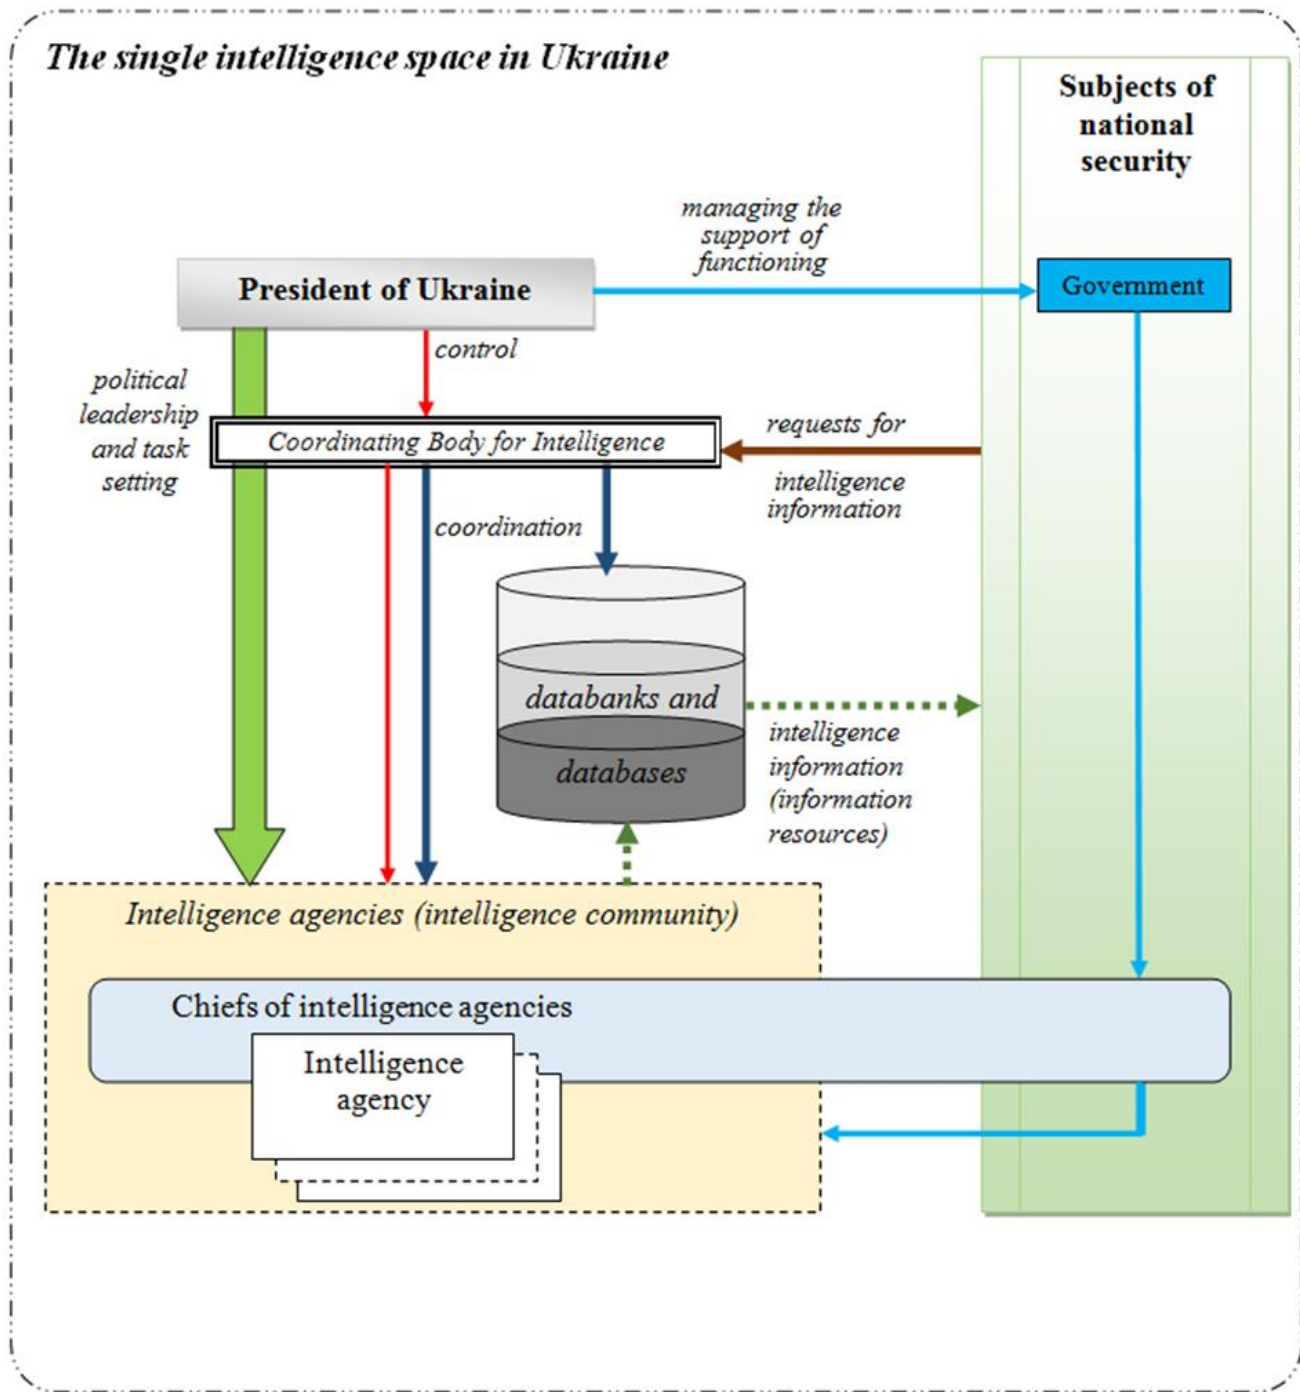 The single intelligence space in Ukraine
Subjects of
national
security
managing the
support of
functioning
President of Ukraine
Government
control
political
leadership
and task
setting
Coordinating Body for Intelligence
requests for
intelligence
information
coordination
databanks and
databases
intelligence
information
(information
resources)
Intelligence agencies (intelligence community)
Chiefs of intelligence agencies
Intelligence
agency